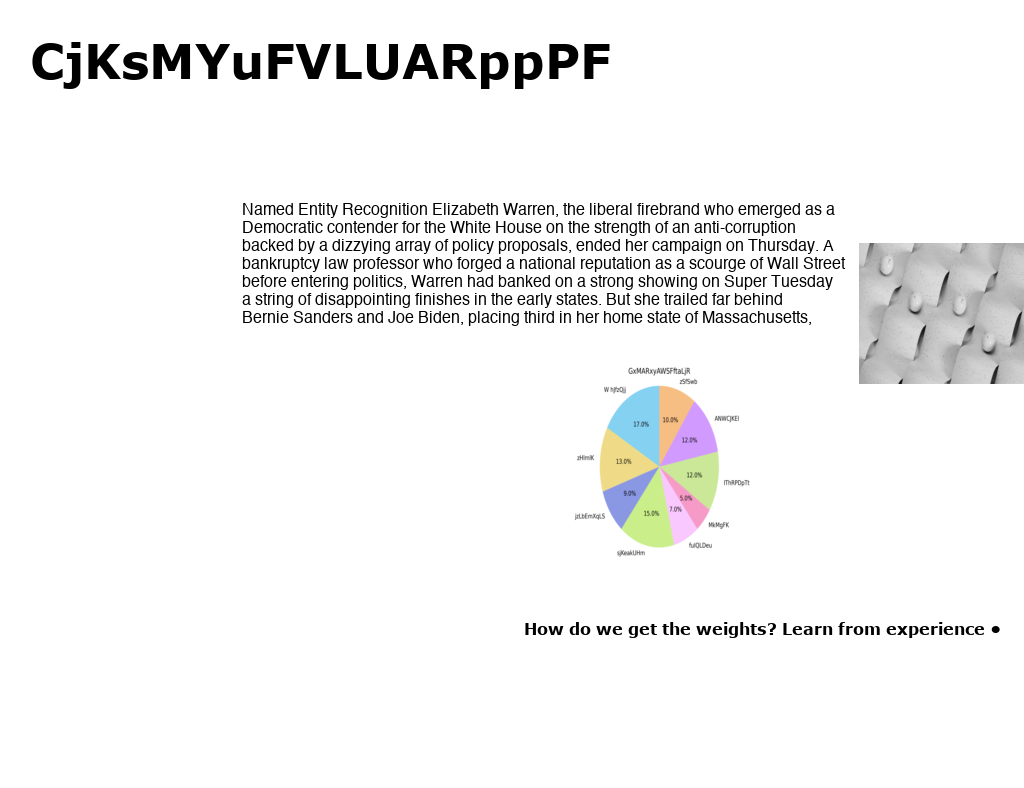 CjKsMYuFVLUARppPF
Named Entity Recognition Elizabeth Warren, the liberal firebrand who emerged as a
Democratic contender for the White House on the strength of an anti-corruption
backed by a dizzying array of policy proposals, ended her campaign on Thursday. A
bankruptcy law professor who forged a national reputation as a scourge of Wall Street
before entering politics, Warren had banked on a strong showing on Super Tuesday
a string of disappointing finishes in the early states. But she trailed far behind
Bernie Sanders and Joe Biden, placing third in her home state of Massachusetts,
GxMARxyAWSFftaLjR
zSfSwb
10.0%
ANWCJKEl
12.0%
12.0%
MkMgFK
5.0%
fulQLDeu
7.0%
sjKeakUHm
15.0%
jzLbEmXqLS
9.0%
zHimiK
13.0%
17.0%
How do we get the weights? Learn from experience •